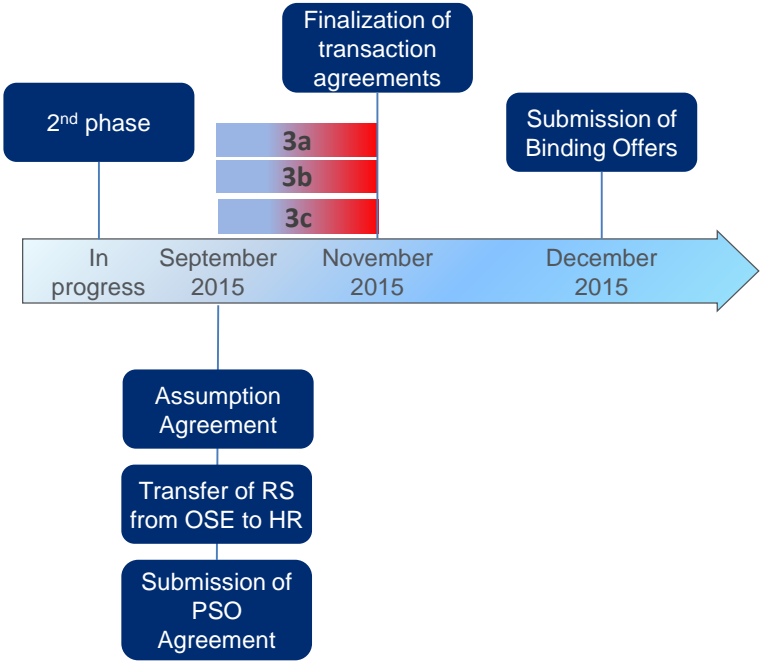 Finalization of
transaction
agreements
2nd phase
Submission of
Binding Offers
3a
3b
3c
In
progress
September
2015
November
2015
December
2015
Assumption
Agreement
Transfer of RS
from OSE to HR
Submission of
PSO
Agreement